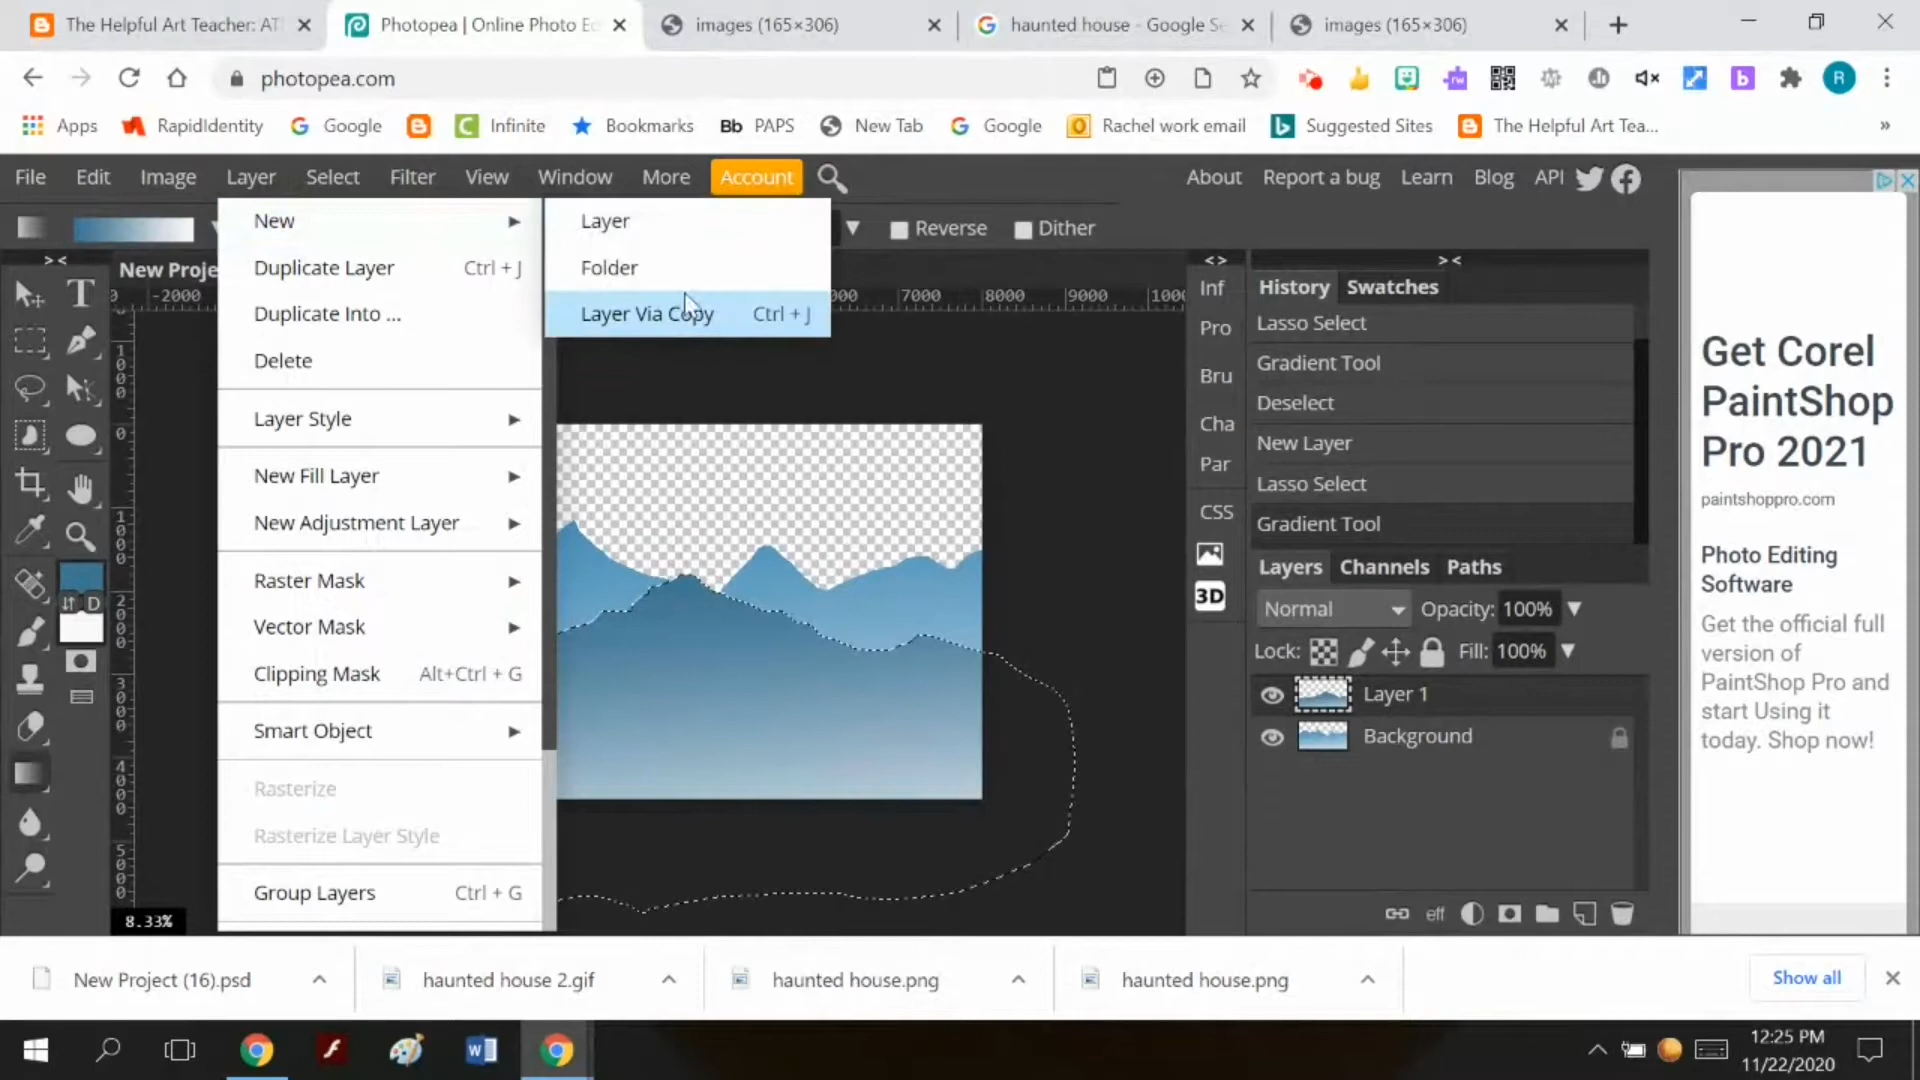 The Helpful Art Teacher: AT
Photopea | Online Photo Ed
images (165×306)
haunted house - Google Se
images (165×306)
photopea.com
R
Apps
RapidIdentity
Google
Infinite
Bookmarks
Bb PAPS
New Tab
Google
Rachel work email
Suggested Sites
The Helpful Art Tea...
File Edit Image Layer Select Filter View Window More Account
About Report a bug Learn Blog API
Reverse
Dither
New Proje
New
Duplicate Layer Ctrl + J
Duplicate Into ...
Delete
Layer Style
New Fill Layer
New Adjustment Layer
Raster Mask
Vector Mask
Clipping Mask Alt+Ctrl + G
Smart Object
Rasterize
Rasterize Layer Style
Group Layers Ctrl + G
Layer
Folder
Layer Via Copy Ctrl + J
-2000
000 7000 8000 9000 1000
8.33%
Inf
Pro
Bru
Cha
Par
CSS
3D
History Swatches
Lasso Select
Gradient Tool
Deselect
New Layer
Lasso Select
Gradient Tool
Layers Channels Paths
Normal Opacity: 100%
Lock: Fill: 100%
Layer 1
Background
eff
Get Corel
PaintShop
Pro 2021
paintshoppro.com
Photo Editing
Software
Get the official full
version of
PaintShop Pro and
start Using it
today. Shop now!
New Project (16).psd
haunted house 2.gif
haunted house.png
haunted house.png
Show all
12:25 PM
11/22/2020